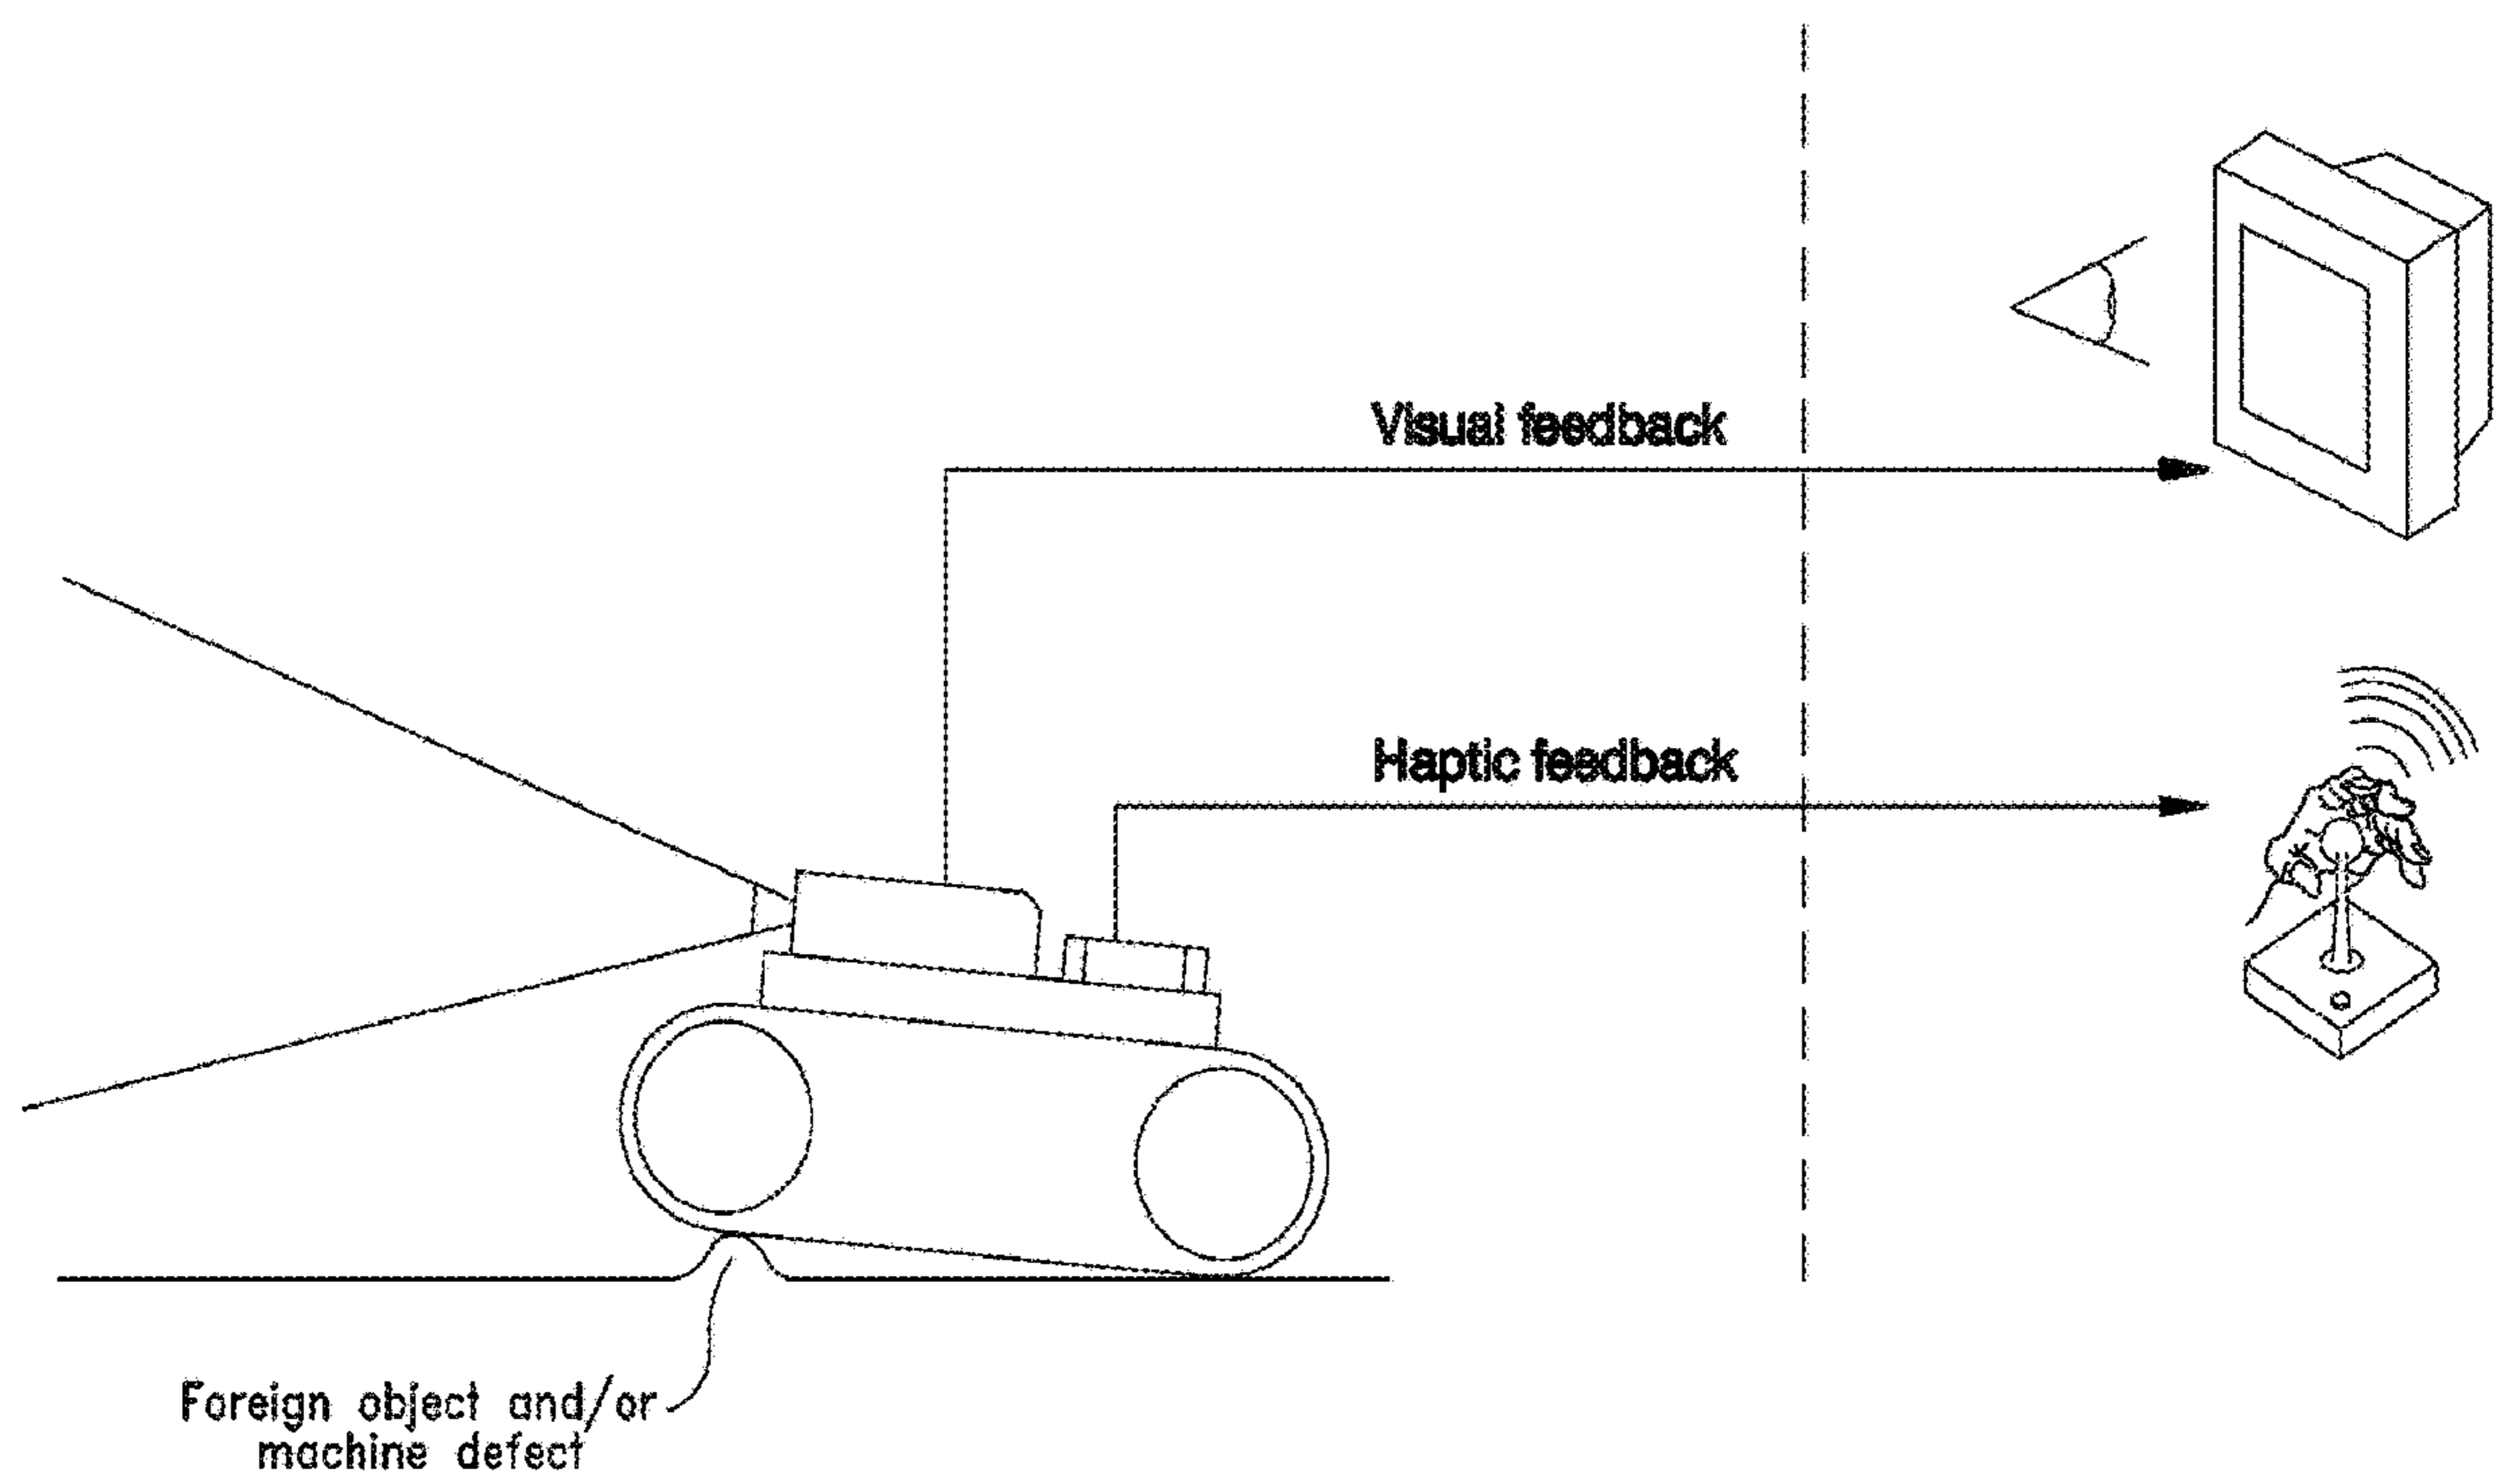 Visual feedback
Haptic feedback
Foreign object and/or
machine defect